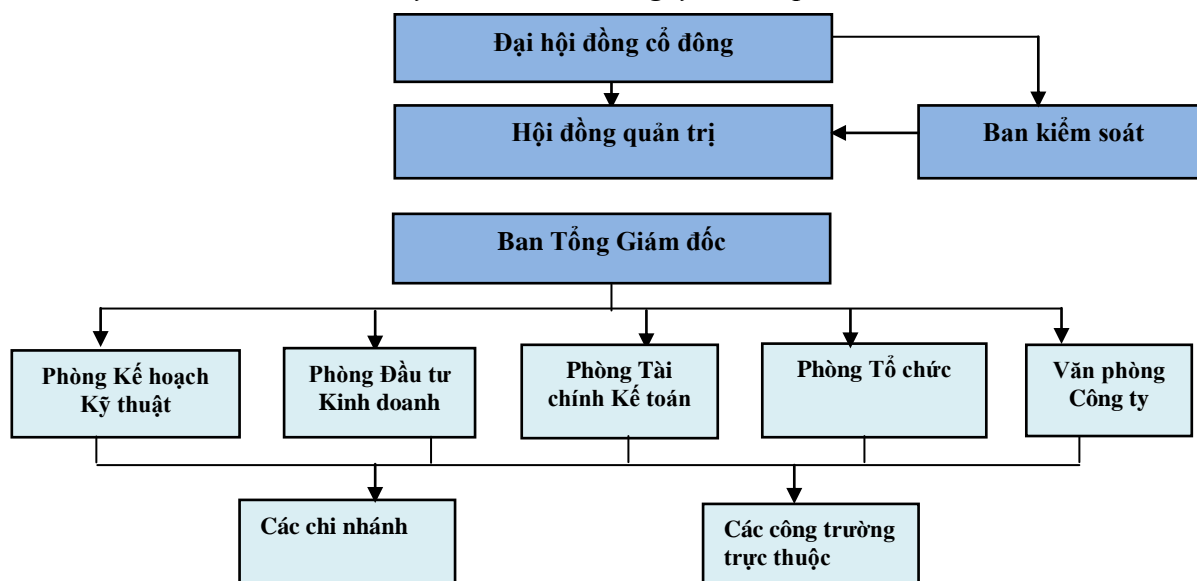 Đại hội đồng cổ đông
Hội đồng quản trị
Ban kiểm soát
Ban Tổng Giám đốc
Phòng Kế hoạch
Kỹ thuật
Phòng Đầu tư
Kinh doanh
Phòng Tài
chính Kế toán
Phòng Tổ chức
Văn phòng
Công ty
Các chi nhánh
Các công trường
trực thuộc